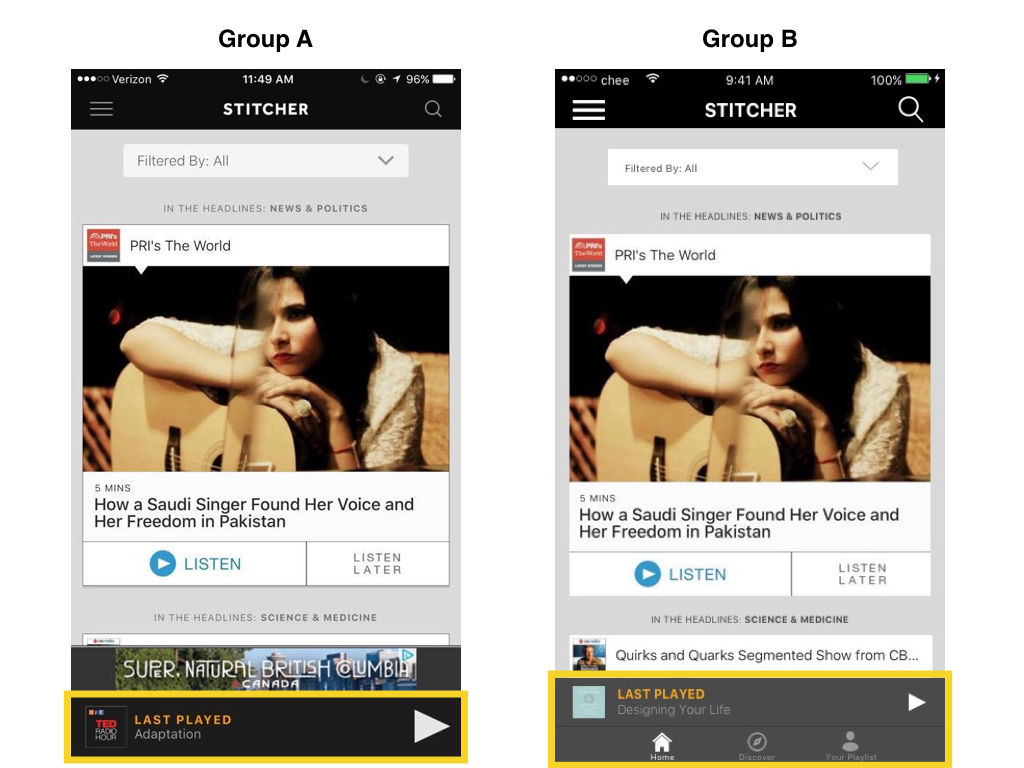 Group A
Verizon 11:49 AM 96%
STITCHER
Filtered By: All
IN THE HEADLINES: NEWS & POLITICS
PRI's
The World
LATEST EDITION
PRI's The World
5 MINS
How a Saudi Singer Found Her Voice and
Her Freedom in Pakistan
LISTEN
LISTEN
LATER
IN THE HEADLINES: SCIENCE & MEDICINE
SUPER, NATURAL BRITISH COLUMBIA
CANADA
npr
TED
RADIO
HOUR
LAST PLAYED
Adaptation
Group B
chee 9:41 AM 100%
STITCHER
Filtered By: All
IN THE HEADLINES: NEWS & POLITICS
PRI's
The World
LATEST EDITION
PRI's The World
5 MINS
How a Saudi Singer Found Her Voice and
Her Freedom in Pakistan
LISTEN
LISTEN
LATER
IN THE HEADLINES: SCIENCE & MEDICINE
Quirks and Quarks Segmented Show from CB...
LAST PLAYED
Designing Your Life
Home
Discover
Your Playlist